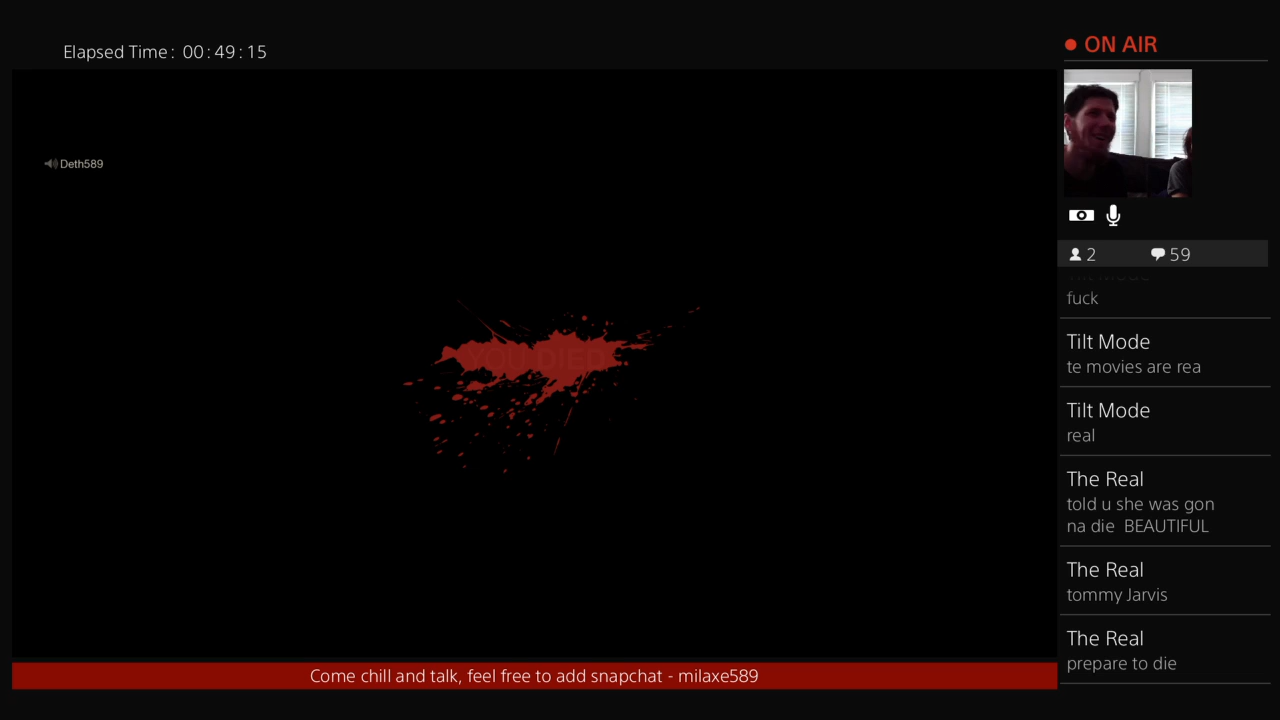 Elapsed Time: 00:49:15
ON AIR
Deth589
2
59
fuck
Tilt Mode
te movies are rea
Tilt Mode
real
The Real
told u she was gon
na die BEAUTIFUL
The Real
tommy Jarvis
The Real
prepare to die
YOU DIED
Come chill and talk, feel free to add snapchat - milaxe589